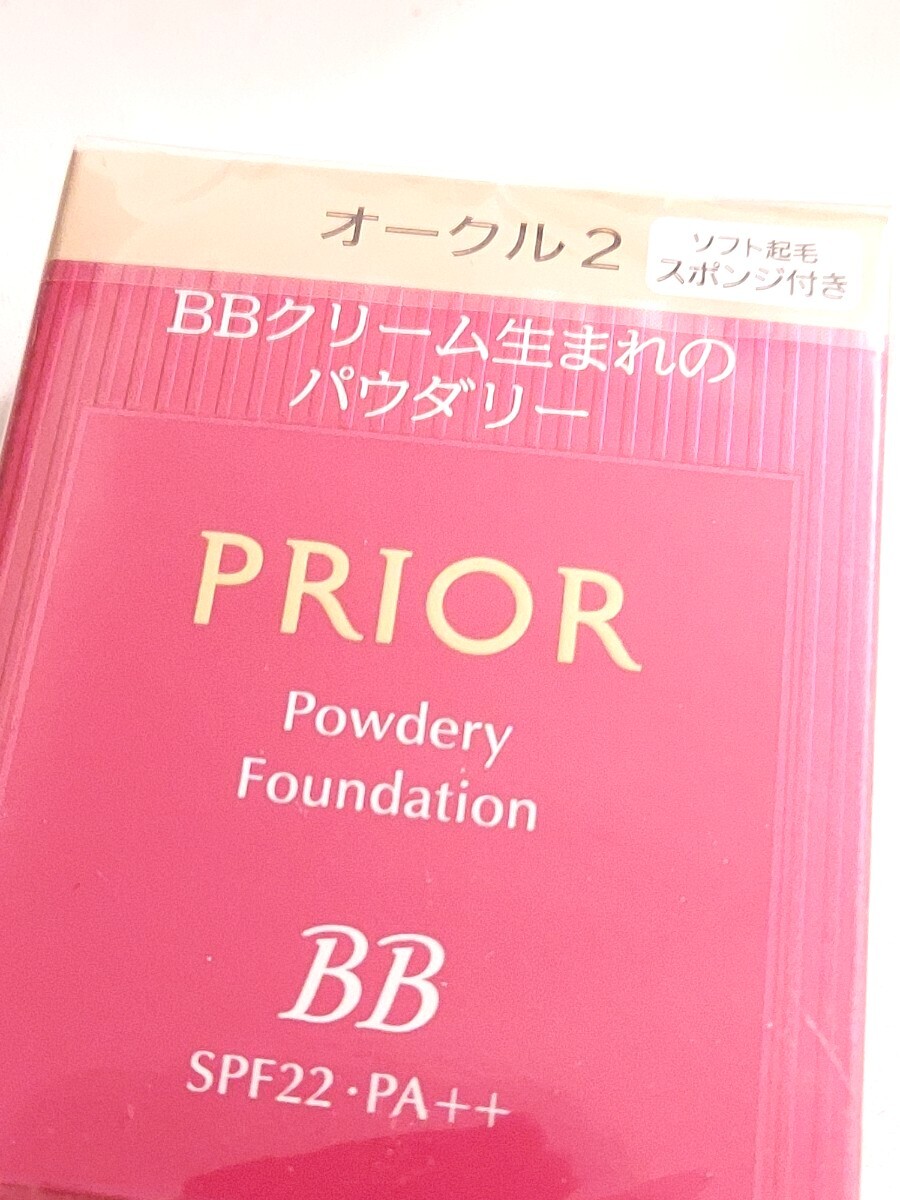 オークル2
ソフト起毛
スポンジ付き
BBクリーム生まれの
パウダリー
PRIOR
Powdery
Foundation
BB
SPF22・PA++